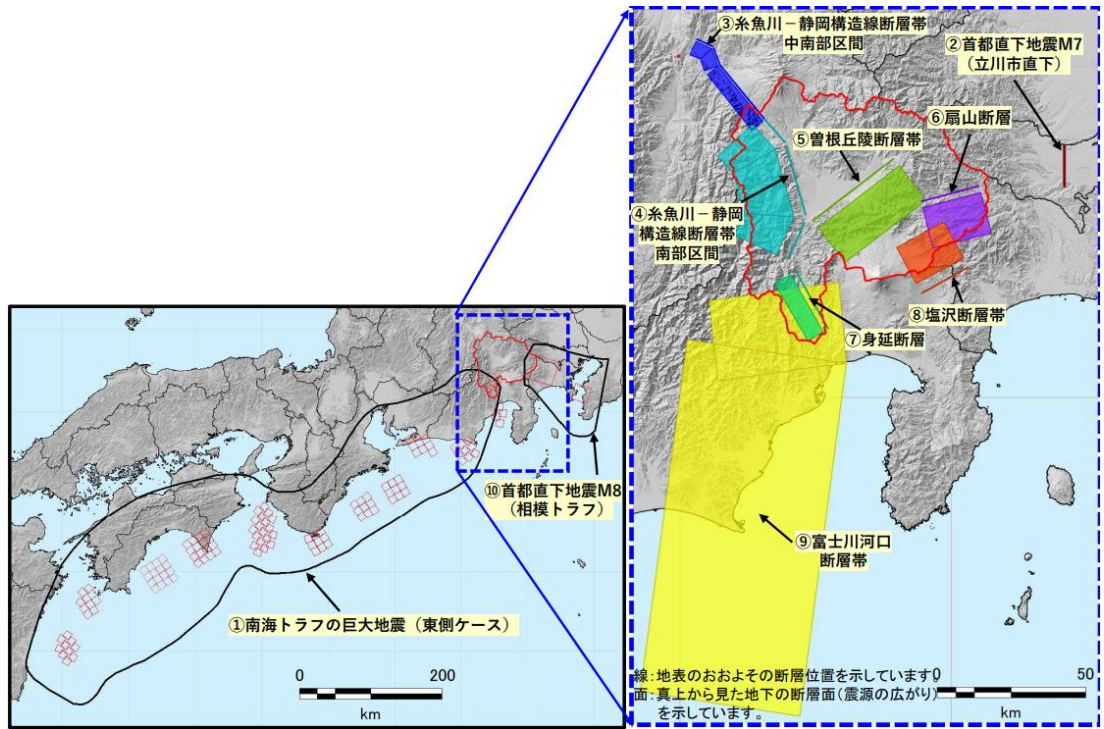 ③糸魚川-静岡構造線断層帯
中南部区間
②首都直下地震M7
(立川市直下)
⑥扇山断層
⑤曽根丘陵断層帯
④糸魚川-静岡
構造線断層帯
南部区間
⑧塩沢断層帯
⑦身延断層
⑨富士川河口
断層帯
線:地表のおおよその断層位置を示しています。
面:真上から見た地下の断層面(震源の広がり)
を示しています。
0 50
km
⑩首都直下地震M8
(相模トラフ)
①南海トラフの巨大地震(東側ケース)
0 200
km